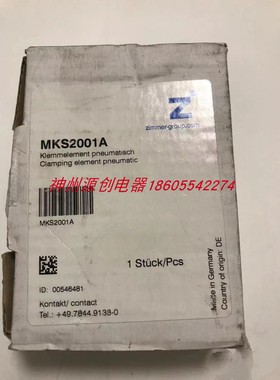 Z
zimmer-group.com
MKS2001A
Klemmelement pneumatisch
Clamping element pneumatic
神州源创电器18605542274
MKS2001A
1 Stück/Pcs
Made in Germany
Country of origin: DE
ID: 00546481
Kontakt/ contact
Tel.: +49.7844.9138-0